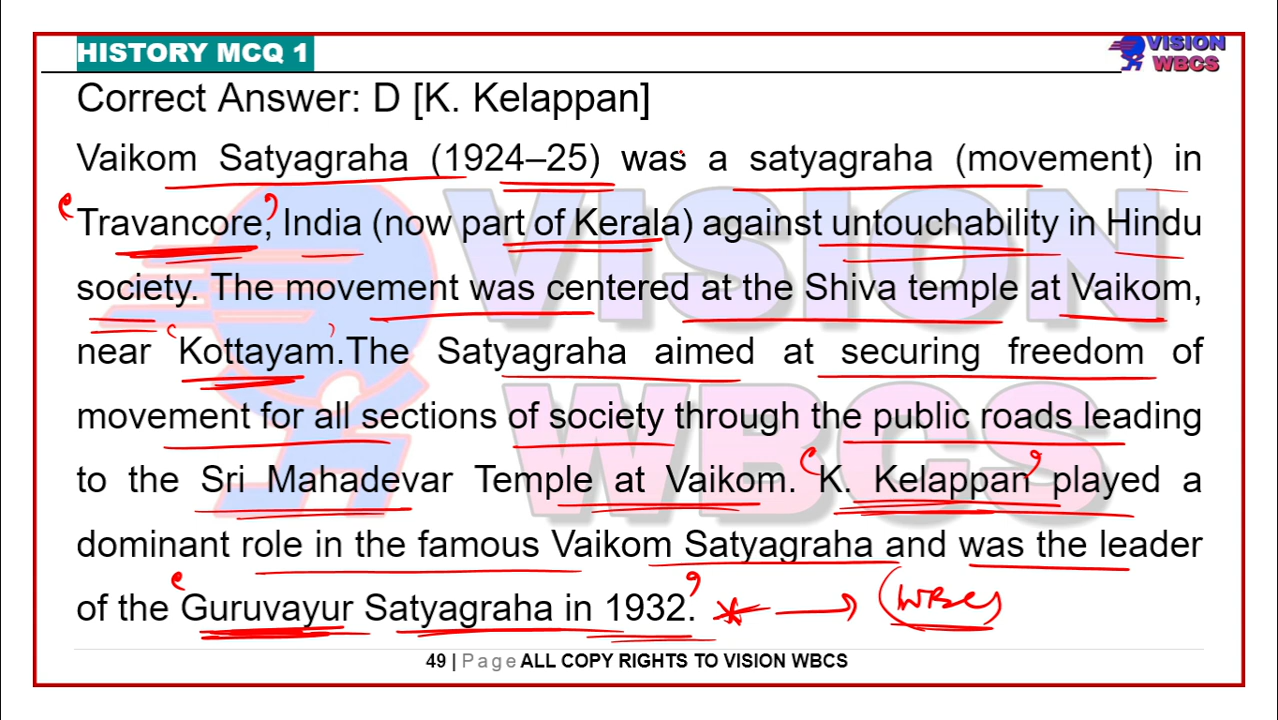 HISTORY MCQ 1
VISION
WBCS
Correct Answer: D [K. Kelappan]
Vaikom Satyagraha (1924–25) was a satyagraha (movement) in
Travancore, India (now part of Kerala) against untouchability in Hindu
society. The movement was centered at the Shiva temple at Vaikom,
near Kottayam.The Satyagraha aimed at securing freedom of
movement for all sections of society through the public roads leading
to the Sri Mahadevar Temple at Vaikom. K. Kelappan played a
dominant role in the famous Vaikom Satyagraha and was the leader
of the Guruvayur Satyagraha in 1932. (WBCS)
VISION
WBCS
49 | Page ALL COPY RIGHTS TO VISION WBCS